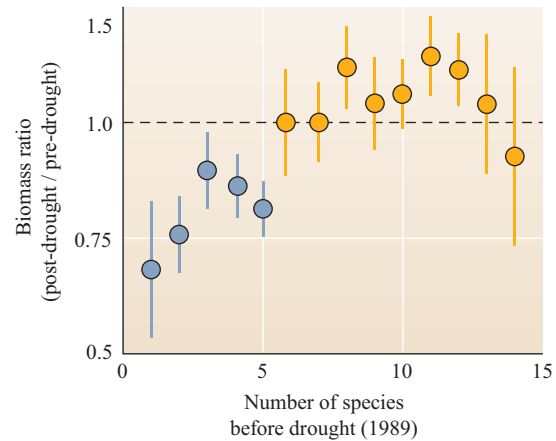 Biomass ratio
(post-drought / pre-drought)
1.5
1.0
0.75
0.5
0
5
10
15
Number of species
before drought (1989)